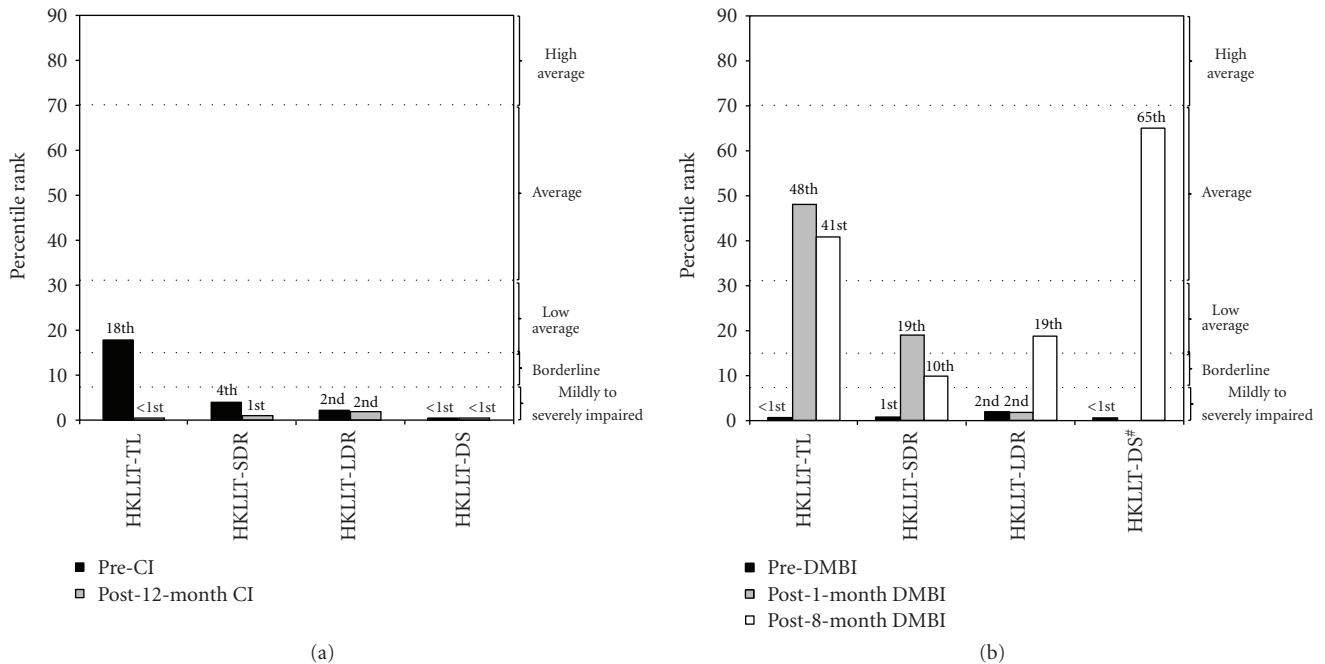 90
80
70
60
50
40
30
20
10
0
Percentile rank
18th
<1st
4th
1st
2nd
2nd
<1st
<1st
High
average
Average
Low
average
Borderline
Mildly to
severely impaired
HKLLT-TL
HKLLT-SDR
HKLLT-LDR
HKLLT-DS
Pre-CI
Post-12-month CI
(a)
90
80
70
60
50
40
30
20
10
0
Percentile rank
<1st
48th
41st
1st
19th
10th
2nd
2nd
19th
<1st
65th
High
average
Average
Low
average
Borderline
Mildly to
severely impaired
HKLLT-TL
HKLLT-SDR
HKLLT-LDR
HKLLT-DS#
Pre-DMBI
Post-1-month DMBI
Post-8-month DMBI
(b)